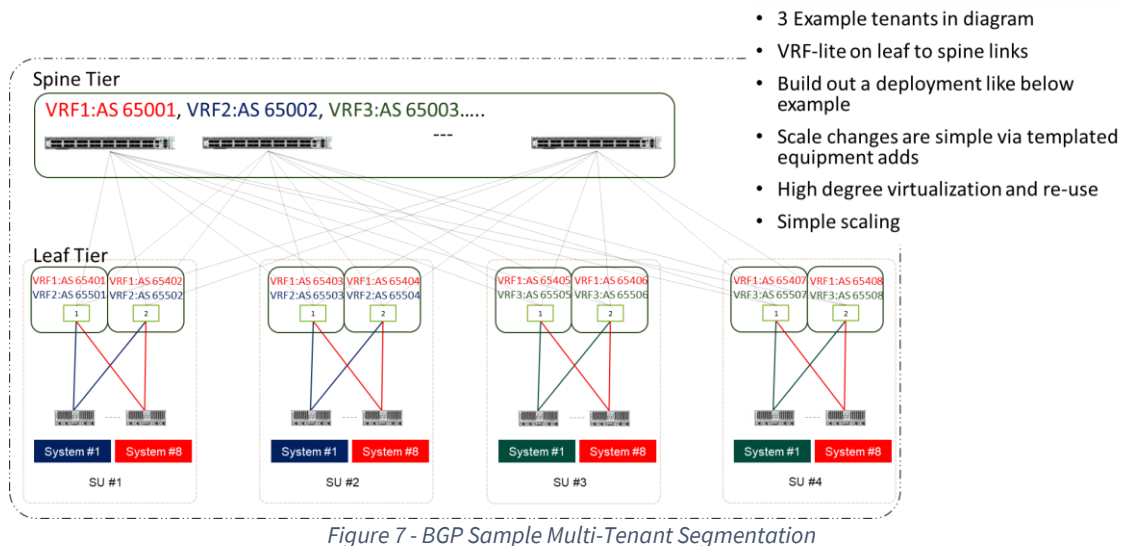 • 3 Example tenants in diagram
• VRF-lite on leaf to spine links
• Build out a deployment like below
example
• Scale changes are simple via templated
equipment adds
• High degree virtualization and re-use
• Simple scaling
Spine Tier
VRF1:AS 65001, VRF2:AS 65002, VRF3:AS 65003.....
---
Leaf Tier
VRF1:AS 65401 VRF1:AS 65402 VRF1:AS 65403 VRF1:AS 65404 VRF1:AS 65405 VRF1:AS 65406 VRF1:AS 65407 VRF1:AS 65408
VRF2:AS 65501 VRF2:AS 65502 VRF2:AS 65503 VRF2:AS 65504 VRF3:AS 65505 VRF3:AS 65506 VRF3:AS 65507 VRF3:AS 65508
1 2 1 2 1 2 1 2
System #1 System #8 System #1 System #8 System #1 System #8 System #1 System #8
SU #1 SU #2 SU #3 SU #4
Figure 7 - BGP Sample Multi-Tenant Segmentation